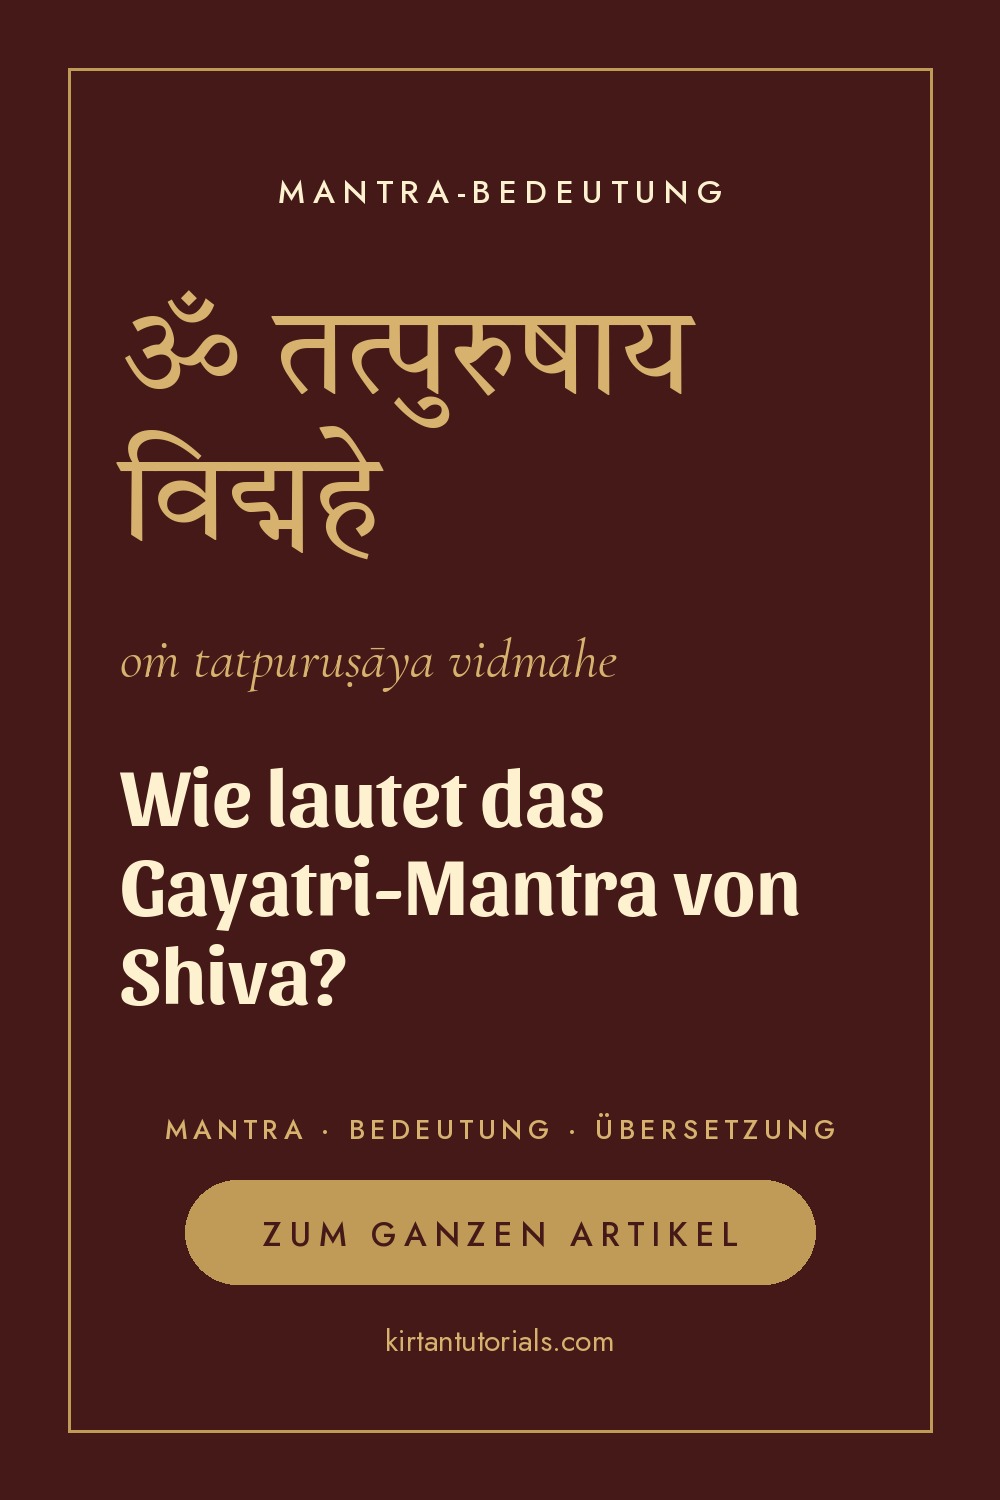 MANTRA-BEDEUTUNG
ॐ तत्पुरुषाय
विद्महे
oṁ tatpuruṣāya vidmahe
Wie lautet das
Gayatri-Mantra von
Shiva?
MANTRA · BEDEUTUNG · ÜBERSETZUNG
ZUM GANZEN ARTIKEL
kirtantutorials.com